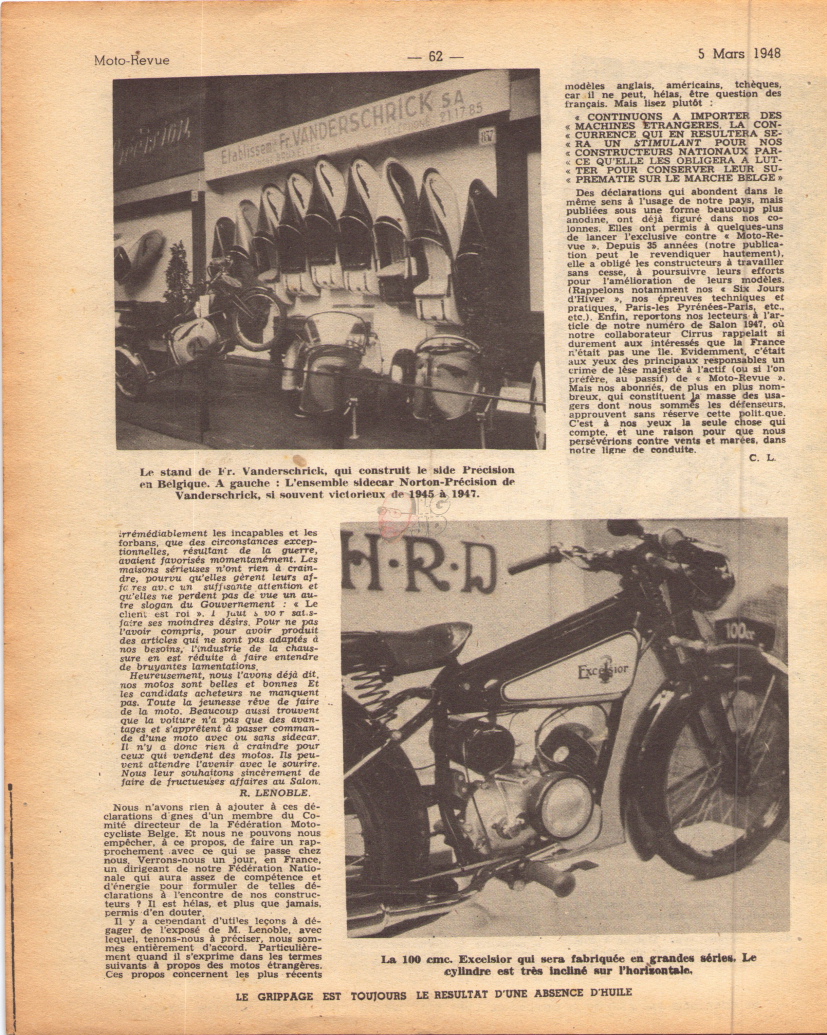 Moto-Revue
— 62 —
5 Mars 1948
Etablissem.ts Fr. VANDERSCHRICK S A
TELEPHONE 21.17.85
Le stand de Fr. Vanderschrick, qui construit le side Précision
en Belgique. A gauche : L'ensemble sidecar Norton-Précision de
Vanderschrick, si souvent victorieux de 1945 à 1947.
irrémédiablement les incapables et les
forbans, que des circonstances excep-
tionnelles, résultant de la guerre,
avaient favorisés momentanément. Les
maisons sérieuses n'ont rien à crain-
dre, pourvu qu'elles gèrent leurs af-
un suffisante attention et
qu'elles ne perdent pas de vue un au-
tre slogan du Gouvernement : « Le
client est roi ».
faire ses moindres désirs. Pour ne pas
l'avoir compris, pour avoir produit
des articles qui ne sont pas adaptés à
nos besoins, l'industrie de la chaus-
sure en est réduite à faire entendre
de bruyantes lamentations.
Heureusement, nous l'avons déjà dit,
nos motos sont belles et bonnes Et
les candidats acheteurs ne manquent
pas. Toute la jeunesse rêve de faire
de la moto. Beaucoup aussi trouvent
que la voiture n'a pas que des avan-
tages et s'apprêtent à passer comman-
de d'une moto avec ou sans sidecar.
Il n'y a donc rien à craindre pour
ceux qui vendent des motos. Ils peu-
vent attendre l'avenir avec le sourire.
Nous leur souhaitons sincèrement de
faire de fructueuses affaires au Salon.
R. LENOBLE.
Nous n'avons rien à ajouter à ces dé-
clarations d gnes d'un membre du Co-
mité directeur de la Fédération Moto-
cycliste Belge. Et nous ne pouvons nous
empêcher, à ce propos, de faire un rap-
prochement avec ce qui se passe chez
nous. Verrons-nous un jour, en France,
un dirigeant de notre Fédération Natio-
nale qui aura assez de compétence et
d'énergie pour formuler de telles dé-
clarations à l'encontre de nos construc-
teurs ? Il est hélas, et plus que jamais,
permis d'en douter.
Il y a cependant d'utiles leçons à dé-
gager de l'exposé de M. Lenoble, avec
lequel, tenons-nous à préciser, nous som-
mes entièrement d'accord. Particulière-
ment quand il s'exprime dans les termes
suivants à propos des motos étrangères.
Ces propos concernent les plus récents
modèles anglais, américains, tchèques,
car il ne peut, hélas, être question des
français. Mais lisez plutôt :
« CONTINUONS A IMPORTER DES
« MACHINES ETRANGERES, LA CON-
« CURRENCE QUI EN RESULTERA SE-
« RA UN STIMULANT POUR NOS
« CONSTRUCTEURS NATIONAUX PAR-
« CE QU'ELLE LES OBLIGERA A LUT-
« TER POUR CONSERVER LEUR SU-
« PREMATIE SUR LE MARCHE BELGE »
Des déclarations qui abondent dans le
même sens à l'usage de notre pays, mais
publiées sous une forme beaucoup plus
anodine, ont déjà figuré dans nos co-
lonnes. Elles ont permis à quelques-uns
de lancer l'exclusive contre « Moto-Re-
vue ». Depuis 35 années (notre publica-
tion peut le revendiquer hautement),
elle a obligé les constructeurs à travailler
sans cesse, à poursuivre leurs efforts
pour l'amélioration de leurs modèles.
(Rappelons notamment nos « Six Jours
d'Hiver », nos épreuves techniques et
pratiques, Paris-les Pyrénées-Paris, etc.,
etc.). Enfin, reportons nos lecteurs à l'ar-
ticle de notre numéro de Salon 1947, où
notre collaborateur Cirrus rappelait si
durement aux intéressés que la France
n'était pas une île. Evidemment, c'était
aux yeux des principaux responsables un
crime de lèse majesté à l'actif (ou si l'on
préfère, au passif) de « Moto-Revue ».
Mais nos abonnés, de plus en plus nom-
breux, qui constituent la masse des usa-
gers dont nous sommes les défenseurs,
approuvent sans réserve cette polit.que.
C'est à nos yeux la seule chose qui
compte, et une raison pour que nous
persévérions contre vents et marées, dans
notre ligne de conduite.
C. L.
H·R·D
100cc
Excelsior
La 100 cmc. Excelsior qui sera fabriquée en grandes séries. Le
cylindre est très incliné sur l'horizontale.
LE GRIPPAGE EST TOUJOURS LE RESULTAT D'UNE ABSENCE D'HUILE